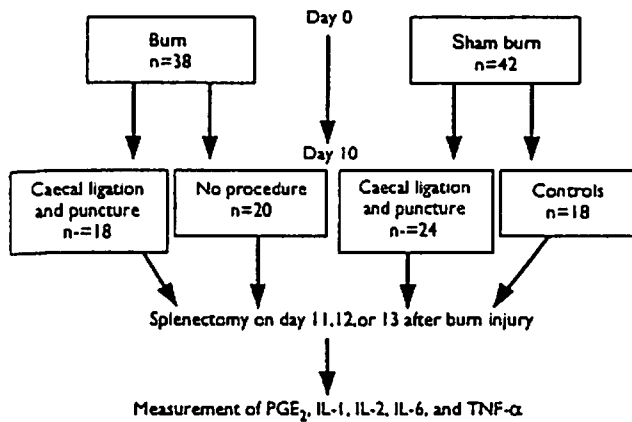 Day 0
Burn
n=38
Sham burn
n=42
Day 10
Caecal ligation
and puncture
n-=18
No procedure
n=20
Caecal ligation
and puncture
n-=24
Controls
n=18
Splenectomy on day 11,12,or 13 after burn injury
Measurement of PGE₂, IL-1, IL-2, IL-6, and TNF-α